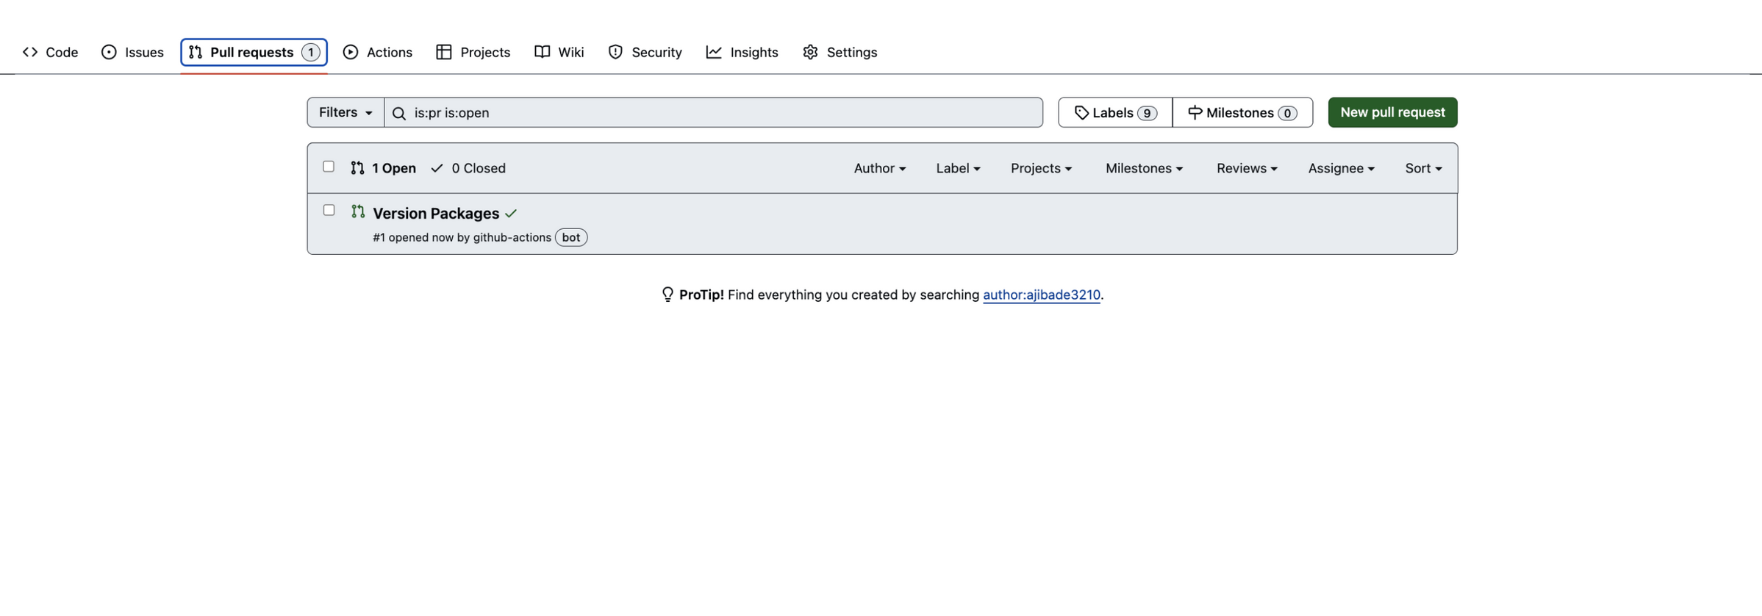 Code Issues Pull requests 1 Actions Projects Wiki Security Insights Settings
Filters is:pr is:open Labels 9 Milestones 0 New pull request
1 Open 0 Closed Author Label Projects Milestones Reviews Assignee Sort
Version Packages
#1 opened now by github-actions bot
ProTip! Find everything you created by searching author:ajibade3210.